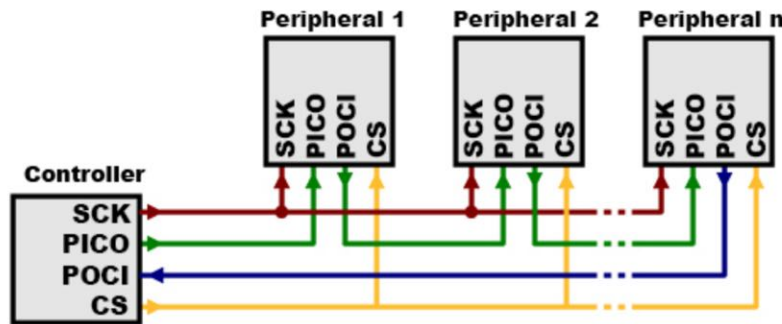 Peripheral 1
Peripheral 2
Peripheral n
SCK
PICO
POCI
CS
SCK
PICO
POCI
CS
SCK
PICO
POCI
CS
Controller
SCK
PICO
POCI
CS